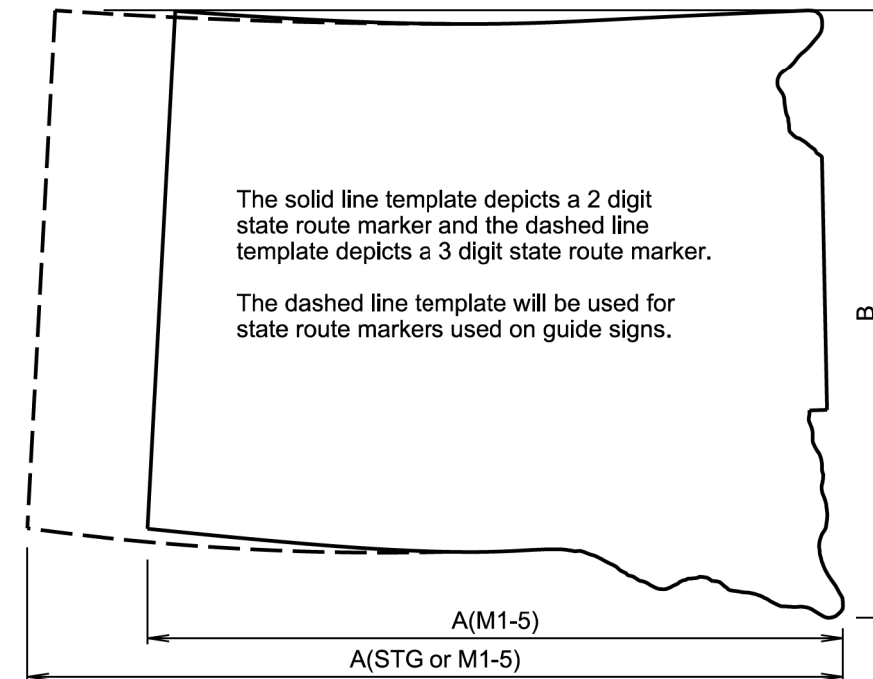 The solid line template depicts a 2 digit
state route marker and the dashed line
template depicts a 3 digit state route marker.
The dashed line template will be used for
state route markers used on guide signs.
B
A(M1-5)
A(STG or M1-5)